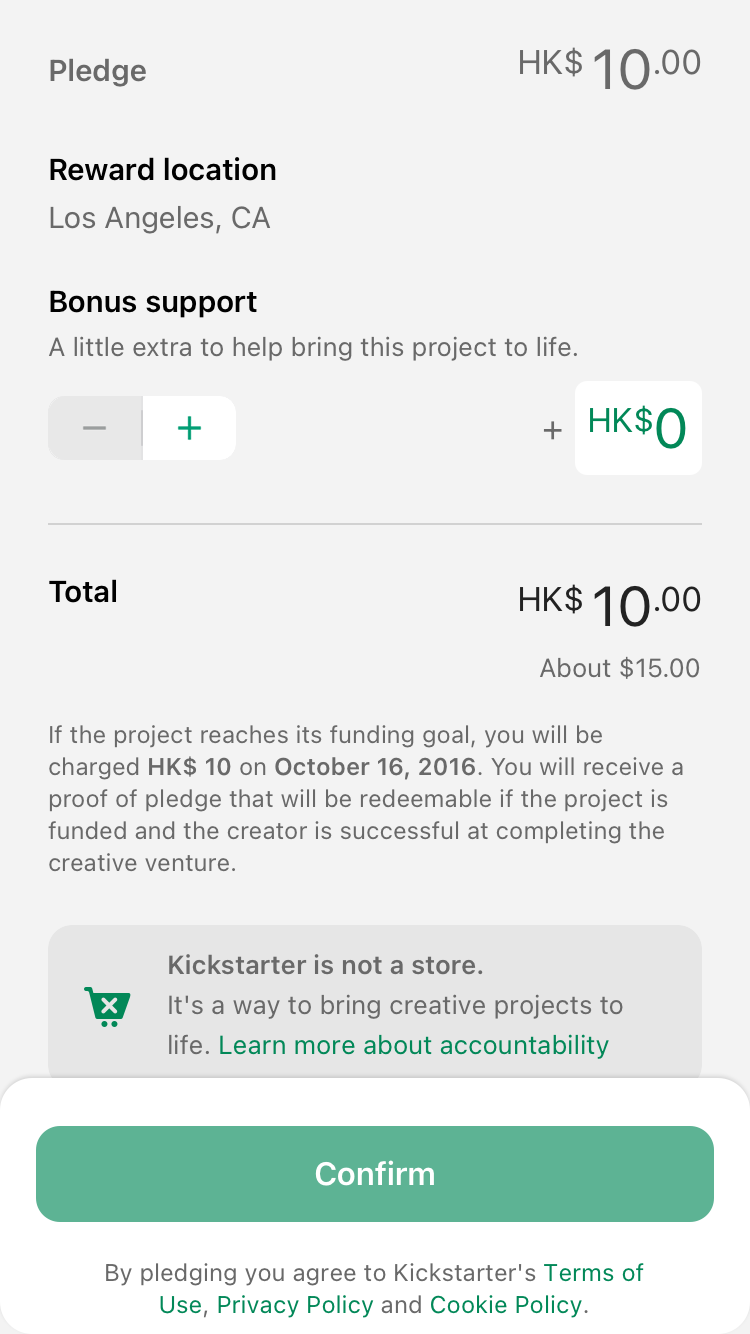 Pledge HK$ 10.00
Reward location
Los Angeles, CA
Bonus support
A little extra to help bring this project to life.
− + + HK$0
Total HK$ 10.00
About $15.00
If the project reaches its funding goal, you will be
charged HK$ 10 on October 16, 2016. You will receive a
proof of pledge that will be redeemable if the project is
funded and the creator is successful at completing the
creative venture.
Kickstarter is not a store.
It's a way to bring creative projects to
life. Learn more about accountability
Confirm
By pledging you agree to Kickstarter's Terms of
Use, Privacy Policy and Cookie Policy.